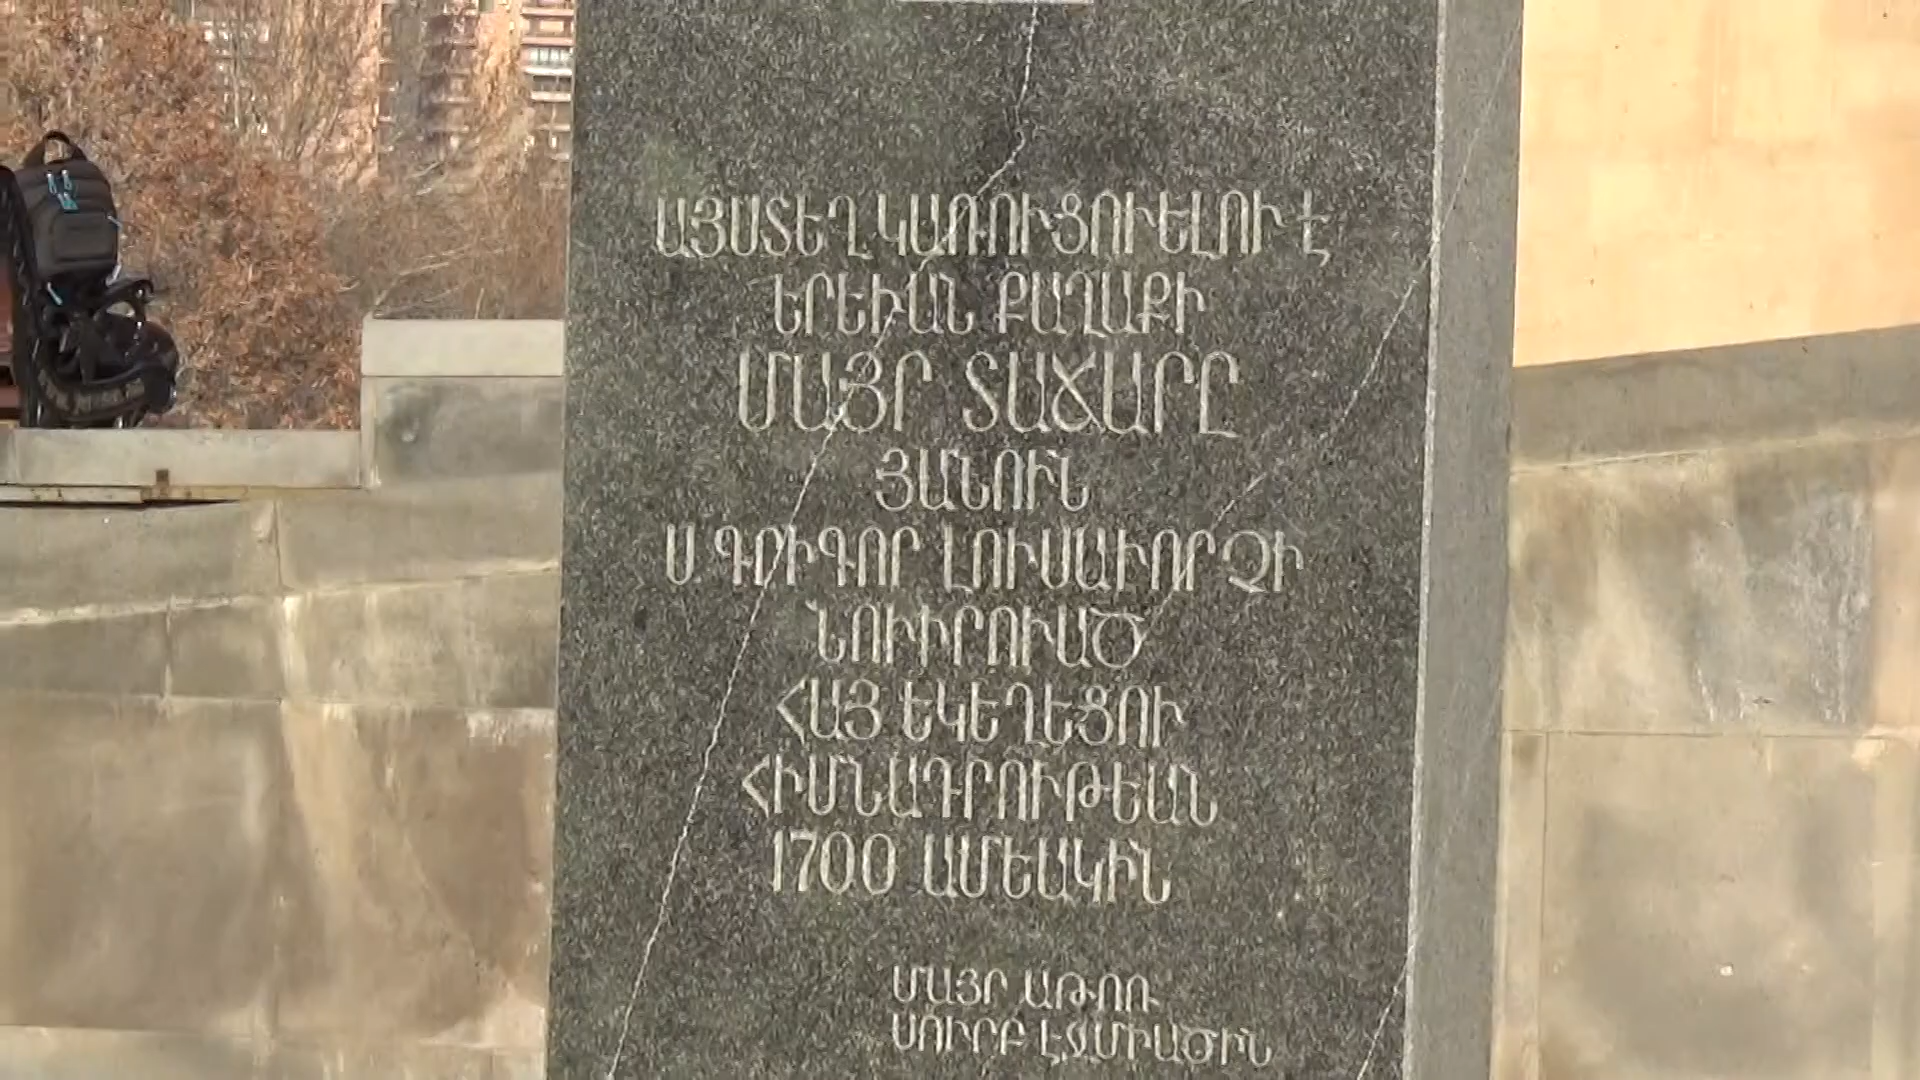 ԱՅՍՏԵՂ ԿԱՌՈՒՑՈՒԵԼՈՒ Է
ԵՐԵՒԱՆ ՔԱՂԱՔԻ
ՄԱՅՐ ՏԱՃԱՐԸ
ՅԱՆՈՒՆ
Ս. ԳՐԻԳՈՐ ԼՈՒՍԱՒՈՐՉԻ
ՆՈՒԻՐՈՒԱԾ
ՀԱՅ ԵԿԵՂԵՑՈՒ
ՀԻՄՆԱԴՐՈՒԹԵԱՆ
1700 ԱՄԵԱԿԻՆ
ՄԱՅՐ ԱԹՈՌ
ՍՈՒՐԲ ԷՋՄԻԱԾԻՆ